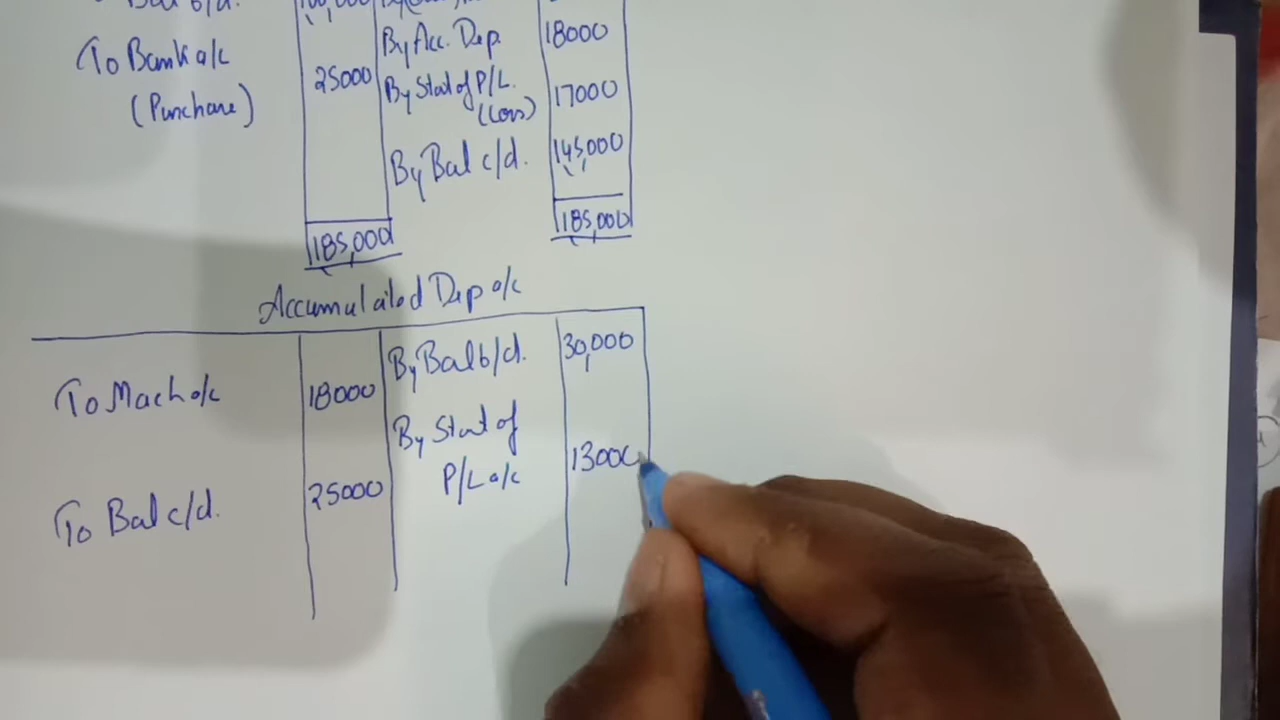 To Bank a/c 25000 By Acc. Dep. 18000
(Purchase) By Stat of P/L. (Loss) 17000
By Bal c/d. 145,000
185,000 185,000
Accumulated Dep a/c
To Mach a/c 18000 By Bal b/d. 30,000
To Bal c/d. 25000 By Stat of P/L a/c 13000